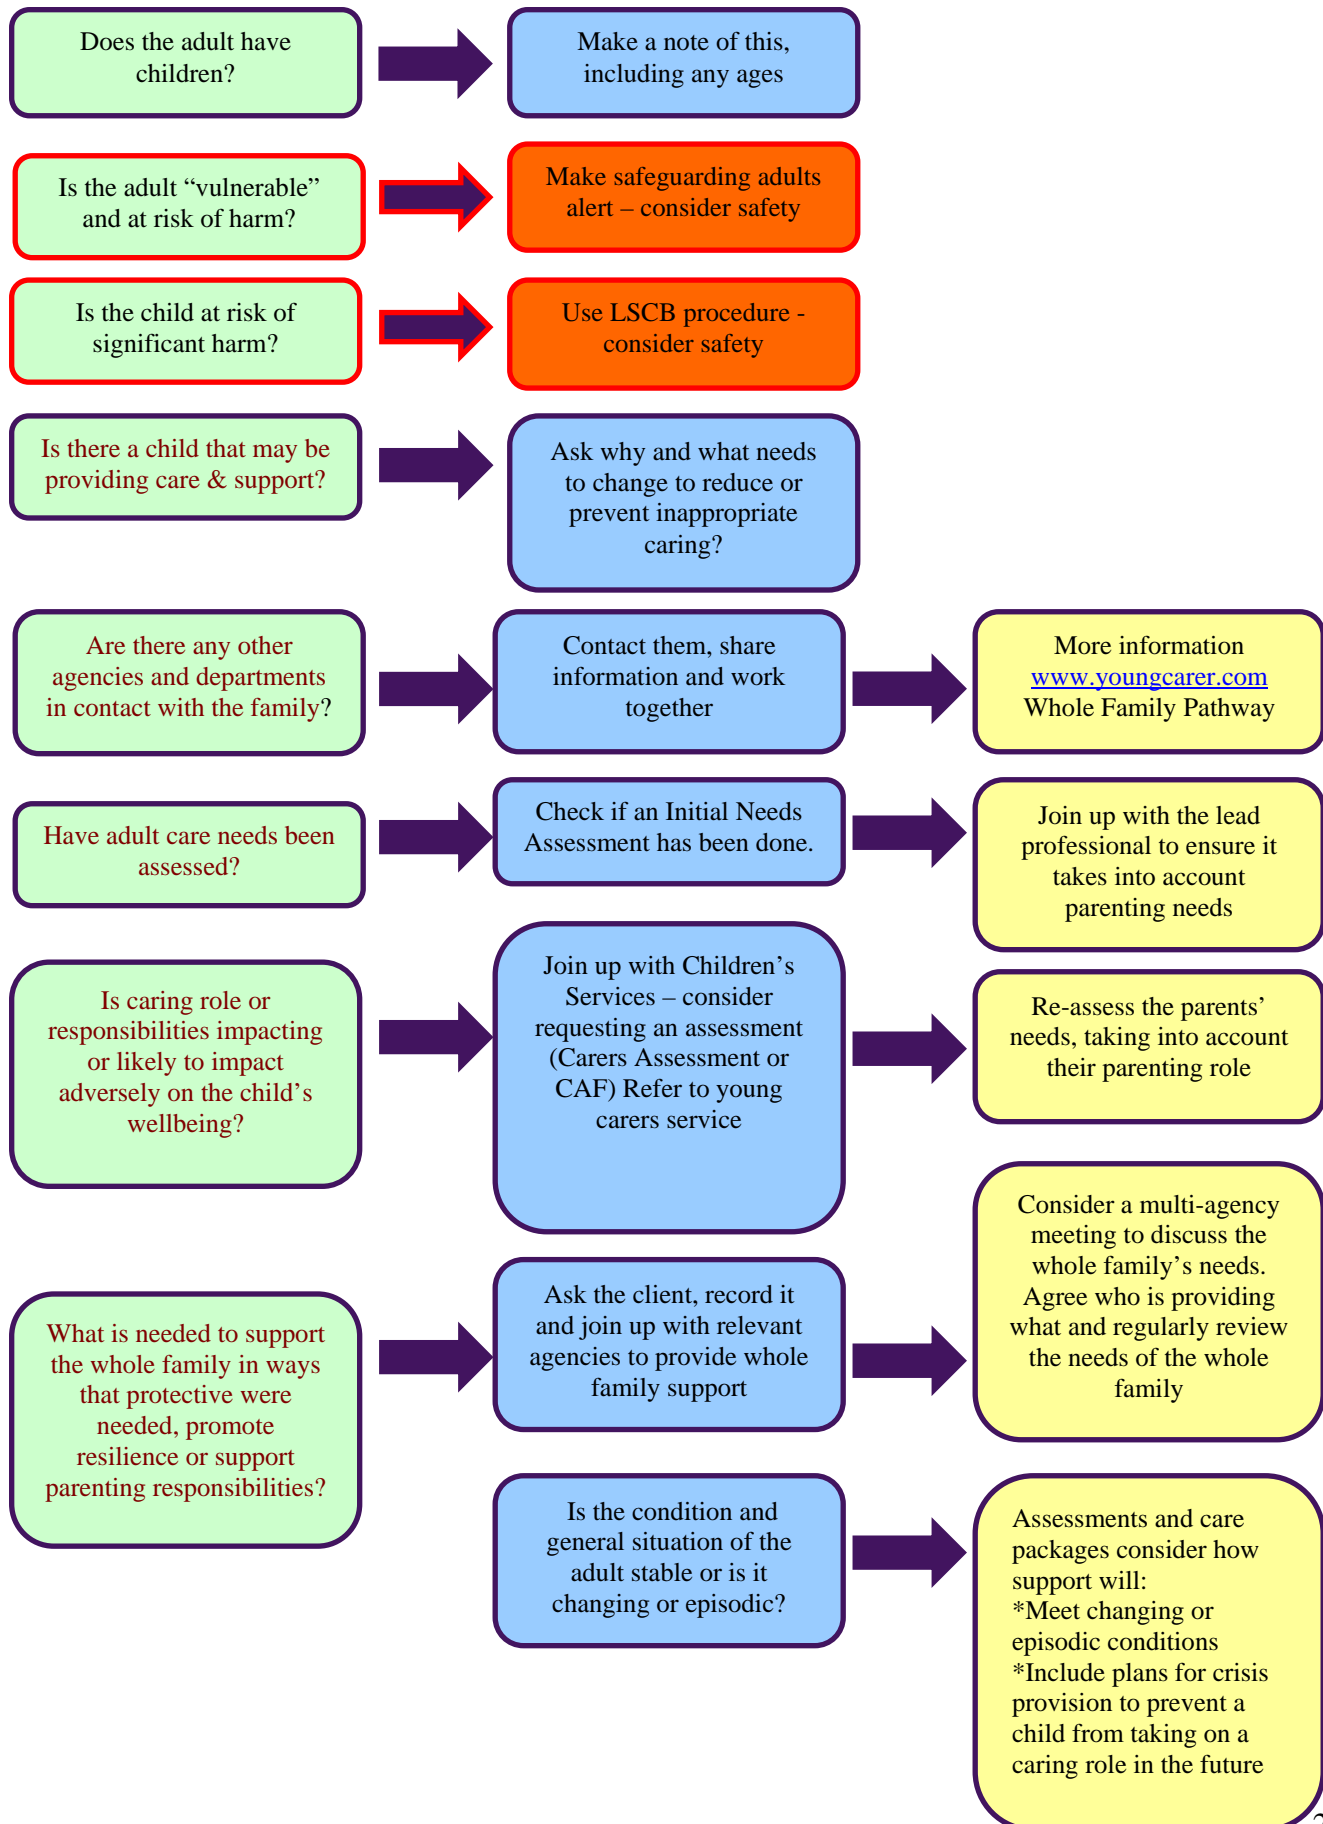 Does the adult have
children?
Make a note of this,
including any ages
Is the adult “vulnerable”
and at risk of harm?
Make safeguarding adults
alert – consider safety
Is the child at risk of
significant harm?
Use LSCB procedure -
consider safety
Is there a child that may be
providing care & support?
Ask why and what needs
to change to reduce or
prevent inappropriate
caring?
Are there any other
agencies and departments
in contact with the family?
Contact them, share
information and work
together
More information
www.youngcarer.com
Whole Family Pathway
Have adult care needs been
assessed?
Check if an Initial Needs
Assessment has been done.
Join up with the lead
professional to ensure it
takes into account
parenting needs
Is caring role or
responsibilities impacting
or likely to impact
adversely on the child’s
wellbeing?
Join up with Children’s
Services – consider
requesting an assessment
(Carers Assessment or
CAF) Refer to young
carers service
Re-assess the parents’
needs, taking into account
their parenting role
What is needed to support
the whole family in ways
that protective were
needed, promote
resilience or support
parenting responsibilities?
Ask the client, record it
and join up with relevant
agencies to provide whole
family support
Consider a multi-agency
meeting to discuss the
whole family’s needs.
Agree who is providing
what and regularly review
the needs of the whole
family
Is the condition and
general situation of the
adult stable or is it
changing or episodic?
Assessments and care
packages consider how
support will:
*Meet changing or
episodic conditions
*Include plans for crisis
provision to prevent a
child from taking on a
caring role in the future